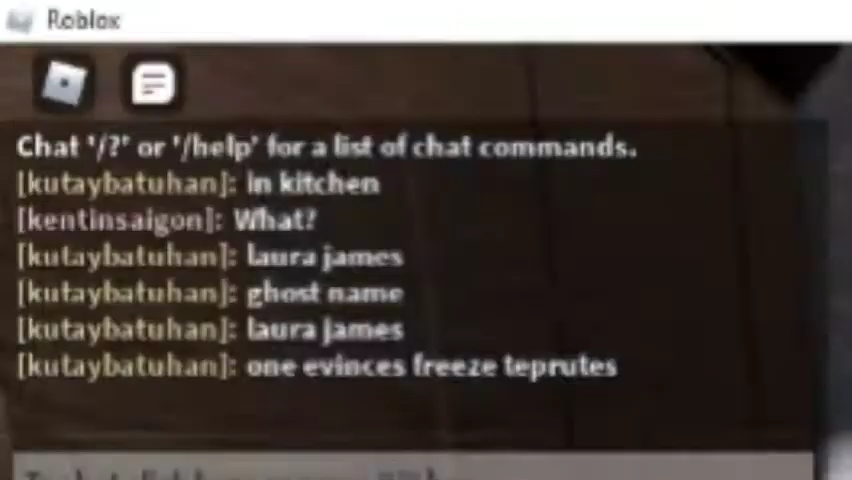 Roblox
Chat '/?' or '/help' for a list of chat commands.
[kutaybatuhan]: in kitchen
[kentinsaigon]: What?
[kutaybatuhan]: laura james
[kutaybatuhan]: ghost name
[kutaybatuhan]: laura james
[kutaybatuhan]: one evinces freeze teprutes